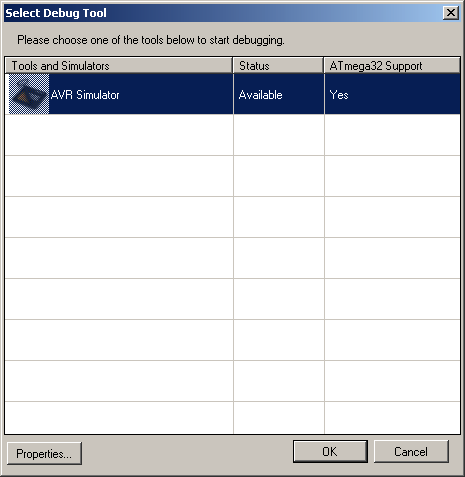 Select Debug Tool
Please choose one of the tools below to start debugging.
Tools and Simulators Status ATmega32 Support
AVR Simulator Available Yes
Properties... OK Cancel